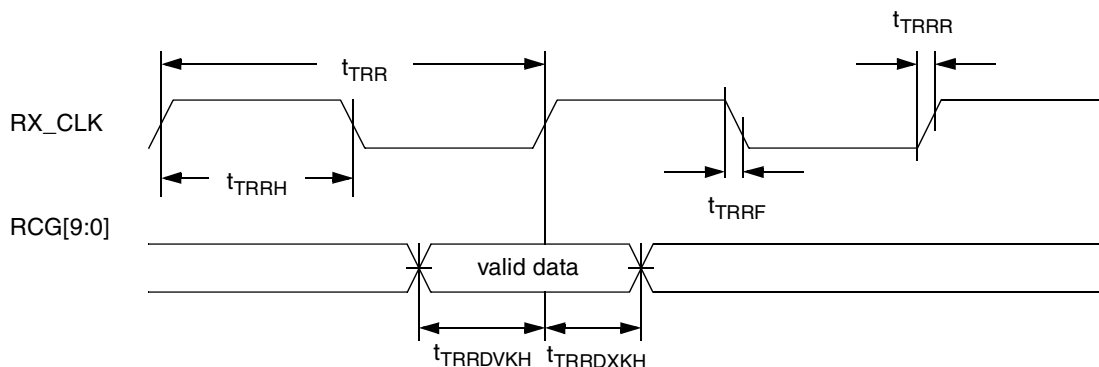 tTRRR
tTRR
RX_CLK
tTRRH
tTRRF
RCG[9:0]
valid data
tTRRDVKH tTRRDXKH